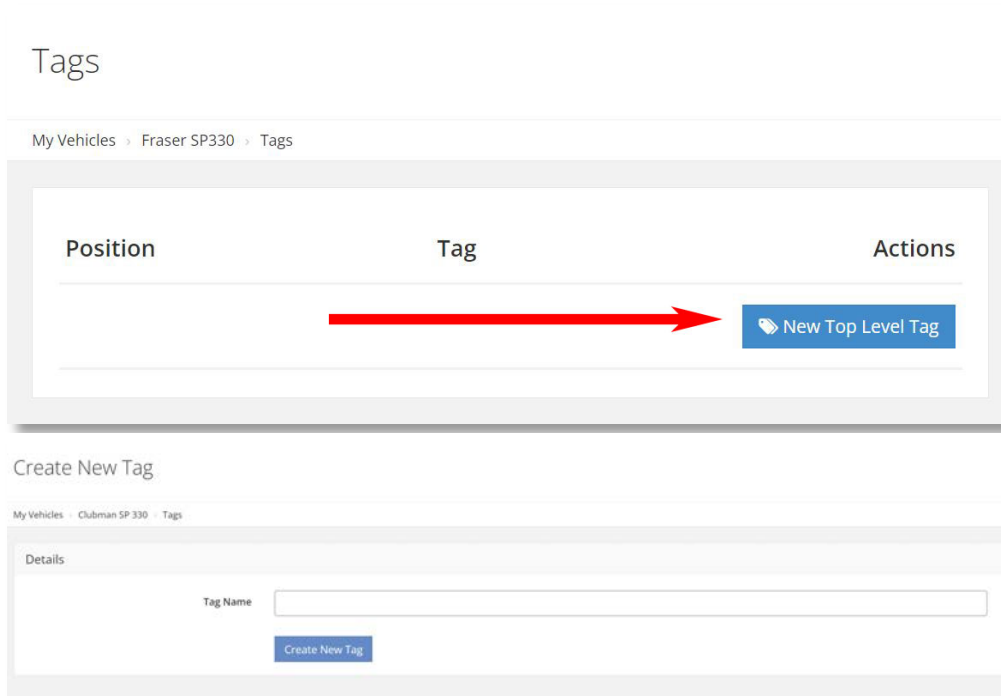 Tags
My Vehicles › Fraser SP330 › Tags
Position Tag Actions
New Top Level Tag
Create New Tag
My Vehicles › Clubman SP 330 › Tags
Details
Tag Name
Create New Tag